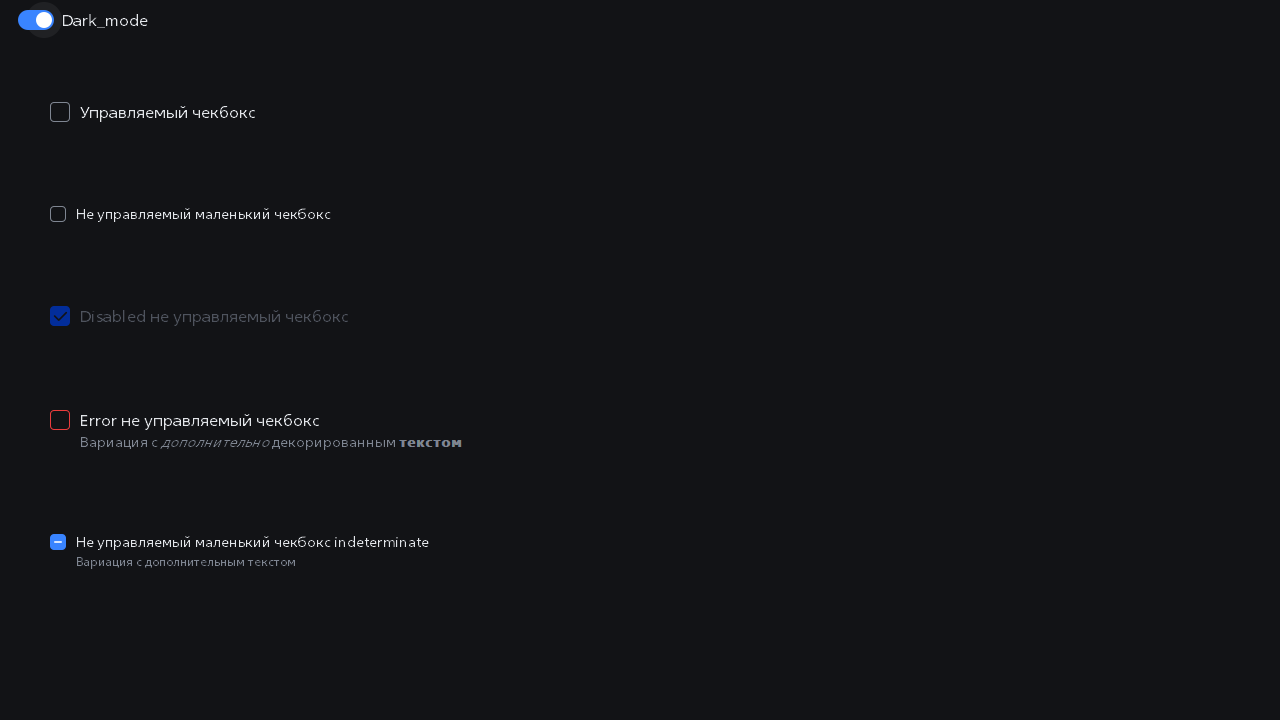 Dark_mode
Управляемый чекбокс
Не управляемый маленький чекбокс
Disabled не управляемый чекбокс
Error не управляемый чекбокс
Вариация с дополнительно декорированным текстом
Не управляемый маленький чекбокс indeterminate
Вариация с дополнительным текстом